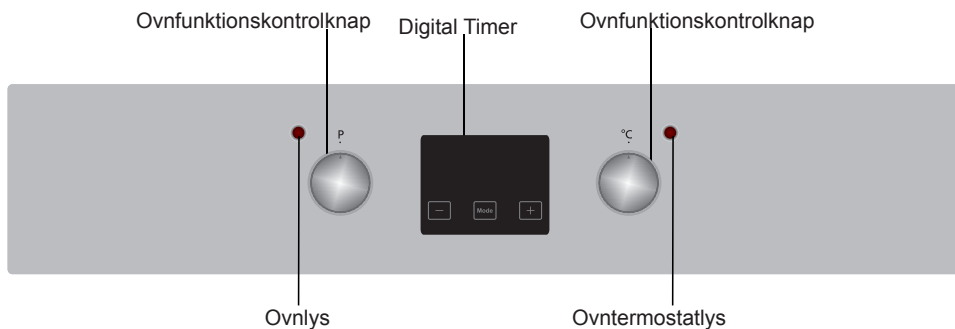 Ovnfunktionskontrolknap
Digital Timer
Ovnfunktionskontrolknap
P
°C
Mode
Ovnlys
Ovntermostatlys